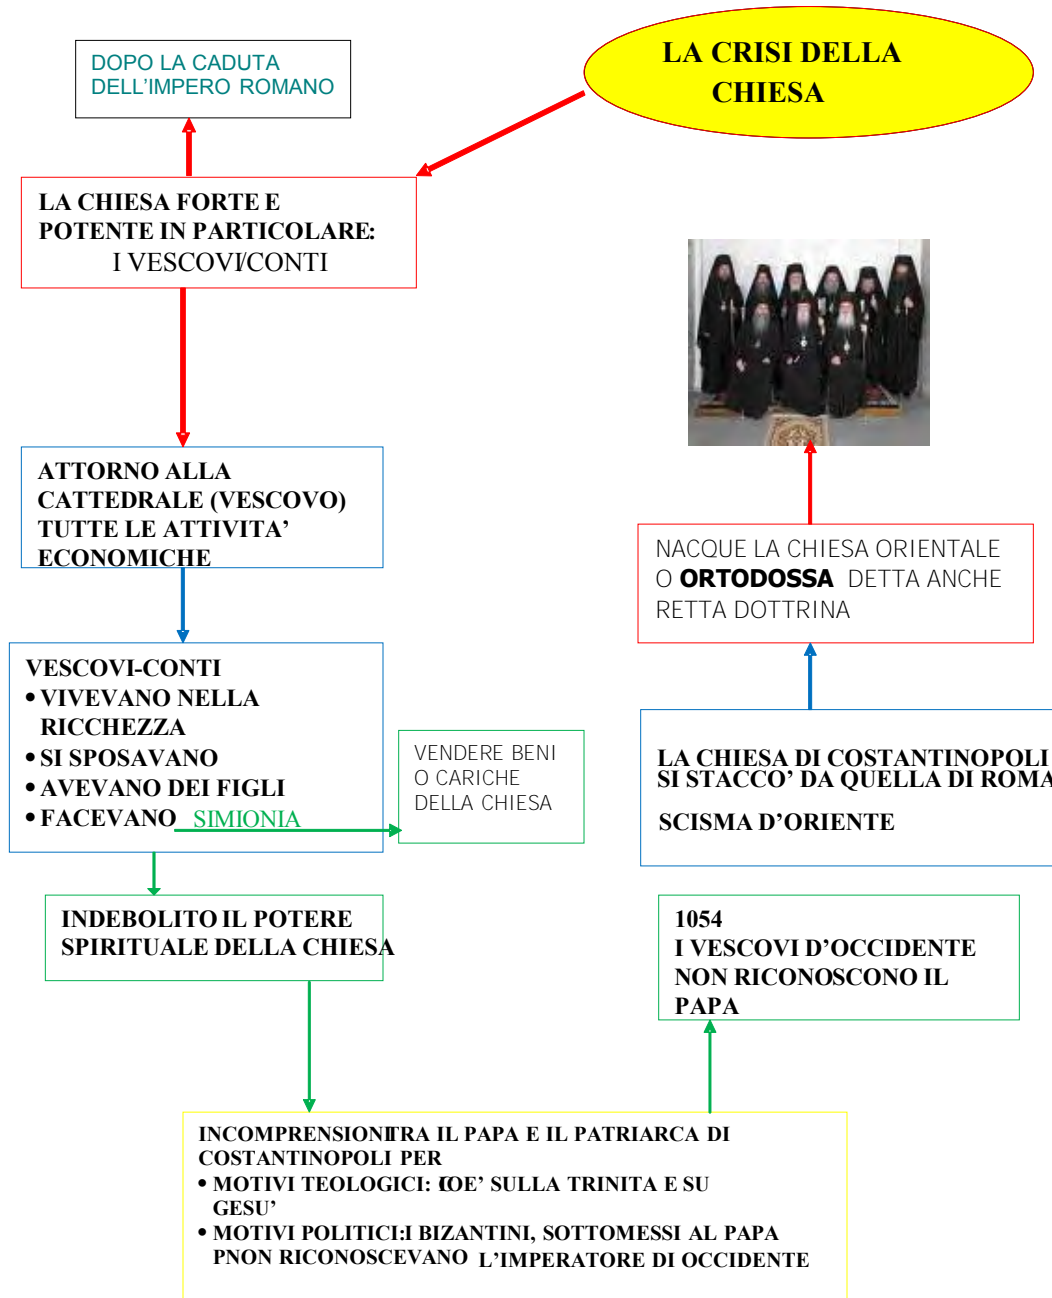 LA CRISI DELLA
CHIESA
DOPO LA CADUTA
DELL'IMPERO ROMANO
LA CHIESA FORTE E
POTENTE IN PARTICOLARE:
I VESCOVI/CONTI
ATTORNO ALLA
CATTEDRALE (VESCOVO)
TUTTE LE ATTIVITA'
ECONOMICHE
VESCOVI-CONTI
• VIVEVANO NELLA
RICCHEZZA
• SI SPOSAVANO
• AVEVANO DEI FIGLI
• FACEVANO SIMIONIA
VENDERE BENI
O CARICHE
DELLA CHIESA
INDEBOLITO IL POTERE
SPIRITUALE DELLA CHIESA
INCOMPRENSIONI TRA IL PAPA E IL PATRIARCA DI
COSTANTINOPOLI PER
• MOTIVI TEOLOGICI: COE' SULLA TRINITA E SU
GESU'
• MOTIVI POLITICI:I BIZANTINI, SOTTOMESSI AL PAPA
PNON RICONOSCEVANO L'IMPERATORE DI OCCIDENTE
1054
I VESCOVI D'OCCIDENTE
NON RICONOSCONO IL
PAPA
LA CHIESA DI COSTANTINOPOLI
SI STACCO' DA QUELLA DI ROMA
SCISMA D'ORIENTE
NACQUE LA CHIESA ORIENTALE
O ORTODOSSA DETTA ANCHE
RETTA DOTTRINA